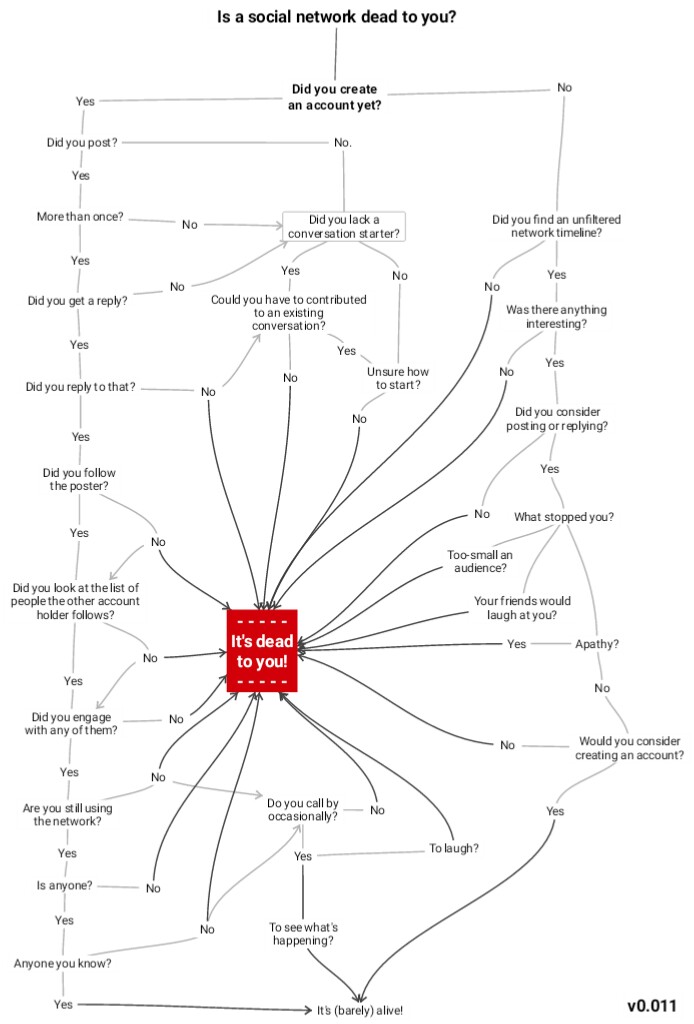 Is a social network dead to you?
Did you create
an account yet?
Yes
No
Did you post?
No.
Yes
More than once?
No
Did you lack a
conversation starter?
Did you find an unfiltered
network timeline?
Yes
No
Yes
No
Yes
No
Did you get a reply?
No
Could you have to contributed
to an existing
conversation?
Was there anything
interesting?
Yes
Yes
No
Unsure how
to start?
No
Yes
Did you reply to that?
No
No
Did you consider
posting or replying?
Yes
Yes
Did you follow
the poster?
No
What stopped you?
Yes
No
Too-small an
audience?
Did you look at the list of
people the other account
holder follows?
Your friends would
laugh at you?
It's dead
to you!
Yes
Apathy?
No
Yes
No
Did you engage
with any of them?
No
No
Would you consider
creating an account?
Yes
No
Are you still using
the network?
Do you call by
occasionally?
No
Yes
Yes
Yes
To laugh?
Is anyone?
No
Yes
No
To see what's
happening?
Anyone you know?
Yes
It's (barely) alive!
v0.011